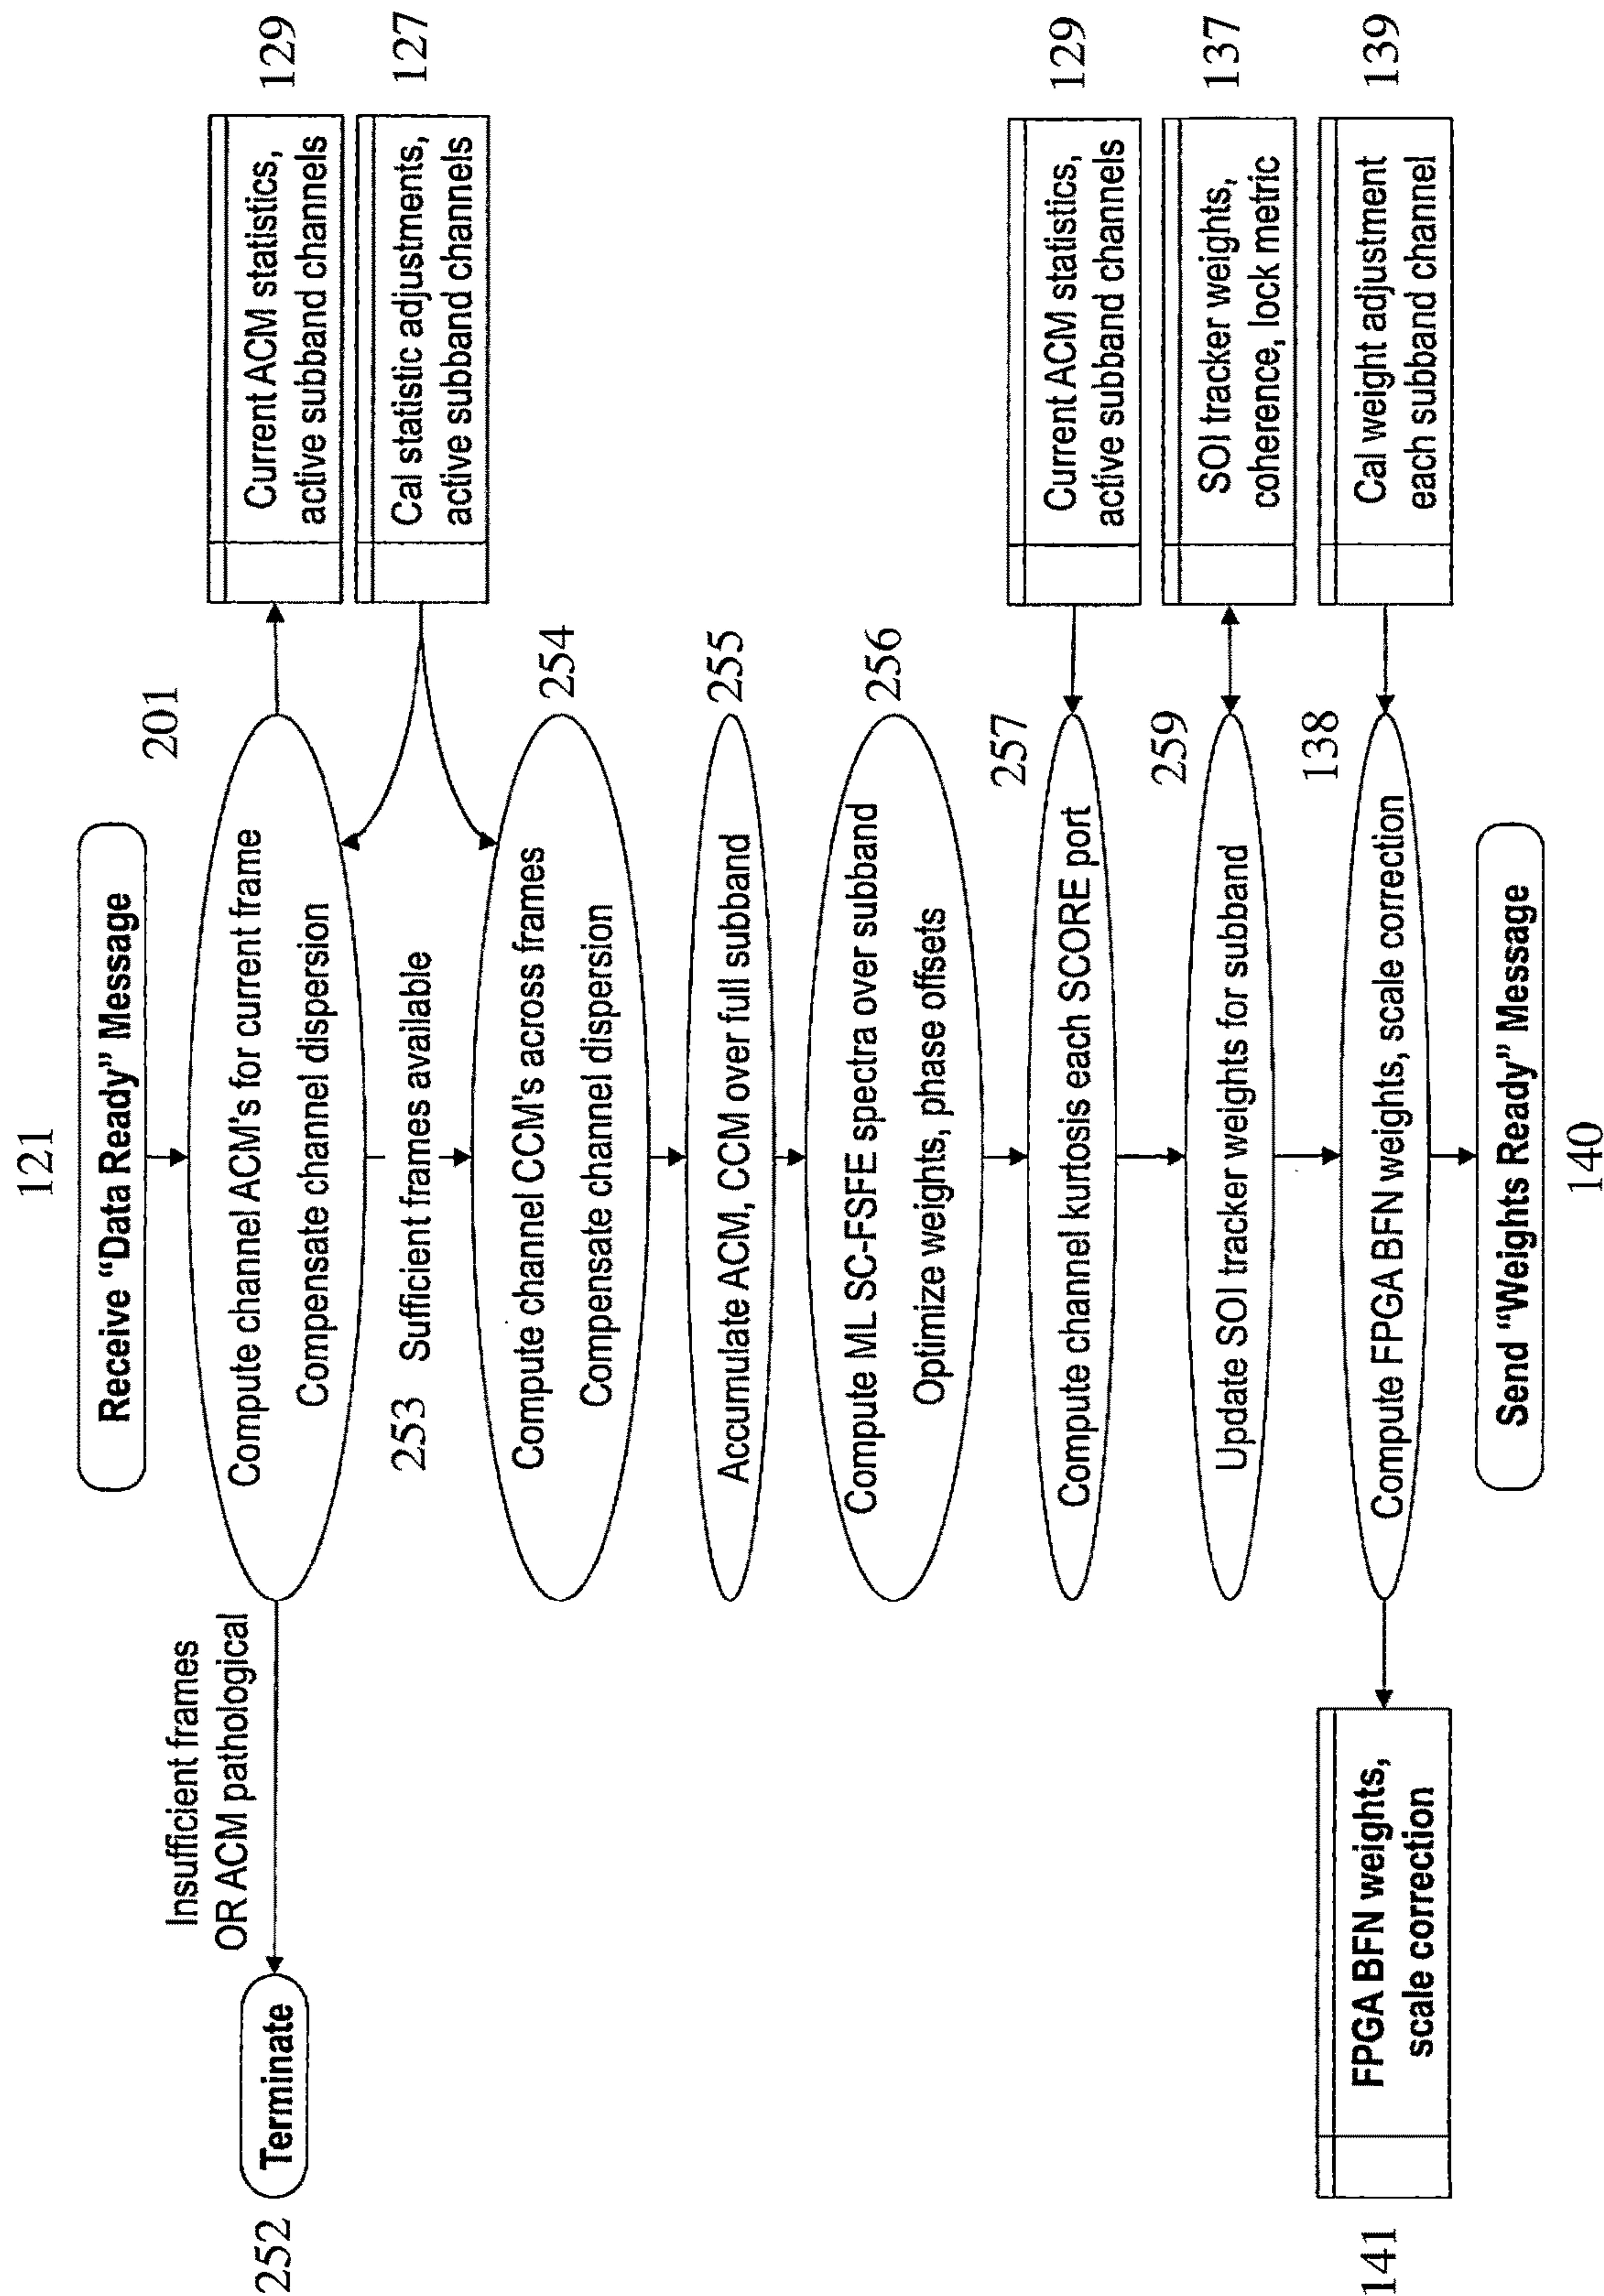 121
Receive “Data Ready” Message
201
Compute channel ACM's for current frame
Compensate channel dispersion
Insufficient frames
OR ACM pathological
252
Terminate
Current ACM statistics,
active subband channels
129
Cal statistic adjustments,
active subband channels
127
253
Sufficient frames available
Compute channel CCM's across frames
Compensate channel dispersion
254
Accumulate ACM, CCM over full subband
255
Compute ML SC-FSFE spectra over subband
Optimize weights, phase offsets
256
257
Compute channel kurtosis each SCORE port
Current ACM statistics,
active subband channels
129
259
Update SOI tracker weights for subband
SOI tracker weights,
coherence, lock metric
137
138
Compute FPGA BFN weights, scale correction
Cal weight adjustment
each subband channel
139
141
FPGA BFN weights,
scale correction
Send “Weights Ready” Message
140